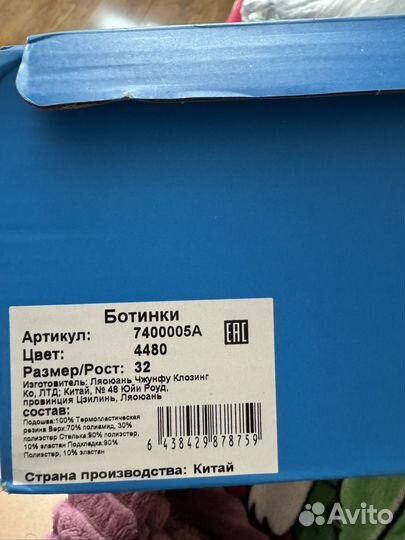 Ботинки
Артикул: 7400005A
Цвет: 4480
Размер/Рост: 32
Изготовитель: Ляоюань Чжунфу Клозинг
Ко, ЛТД; Китай, № 48 Юйи Роуд,
провинция Цзилинь, Ляоюань
состав:
Подошва:100% Термопластическая
резина Верх:70% полиамид, 30%
полиэстер Стелька:90% полиэстер,
10% эластан Подкладка:90%
Полиэстер, 10% эластан
6 438429 878759
Страна производства: Китай
EAC
Avito